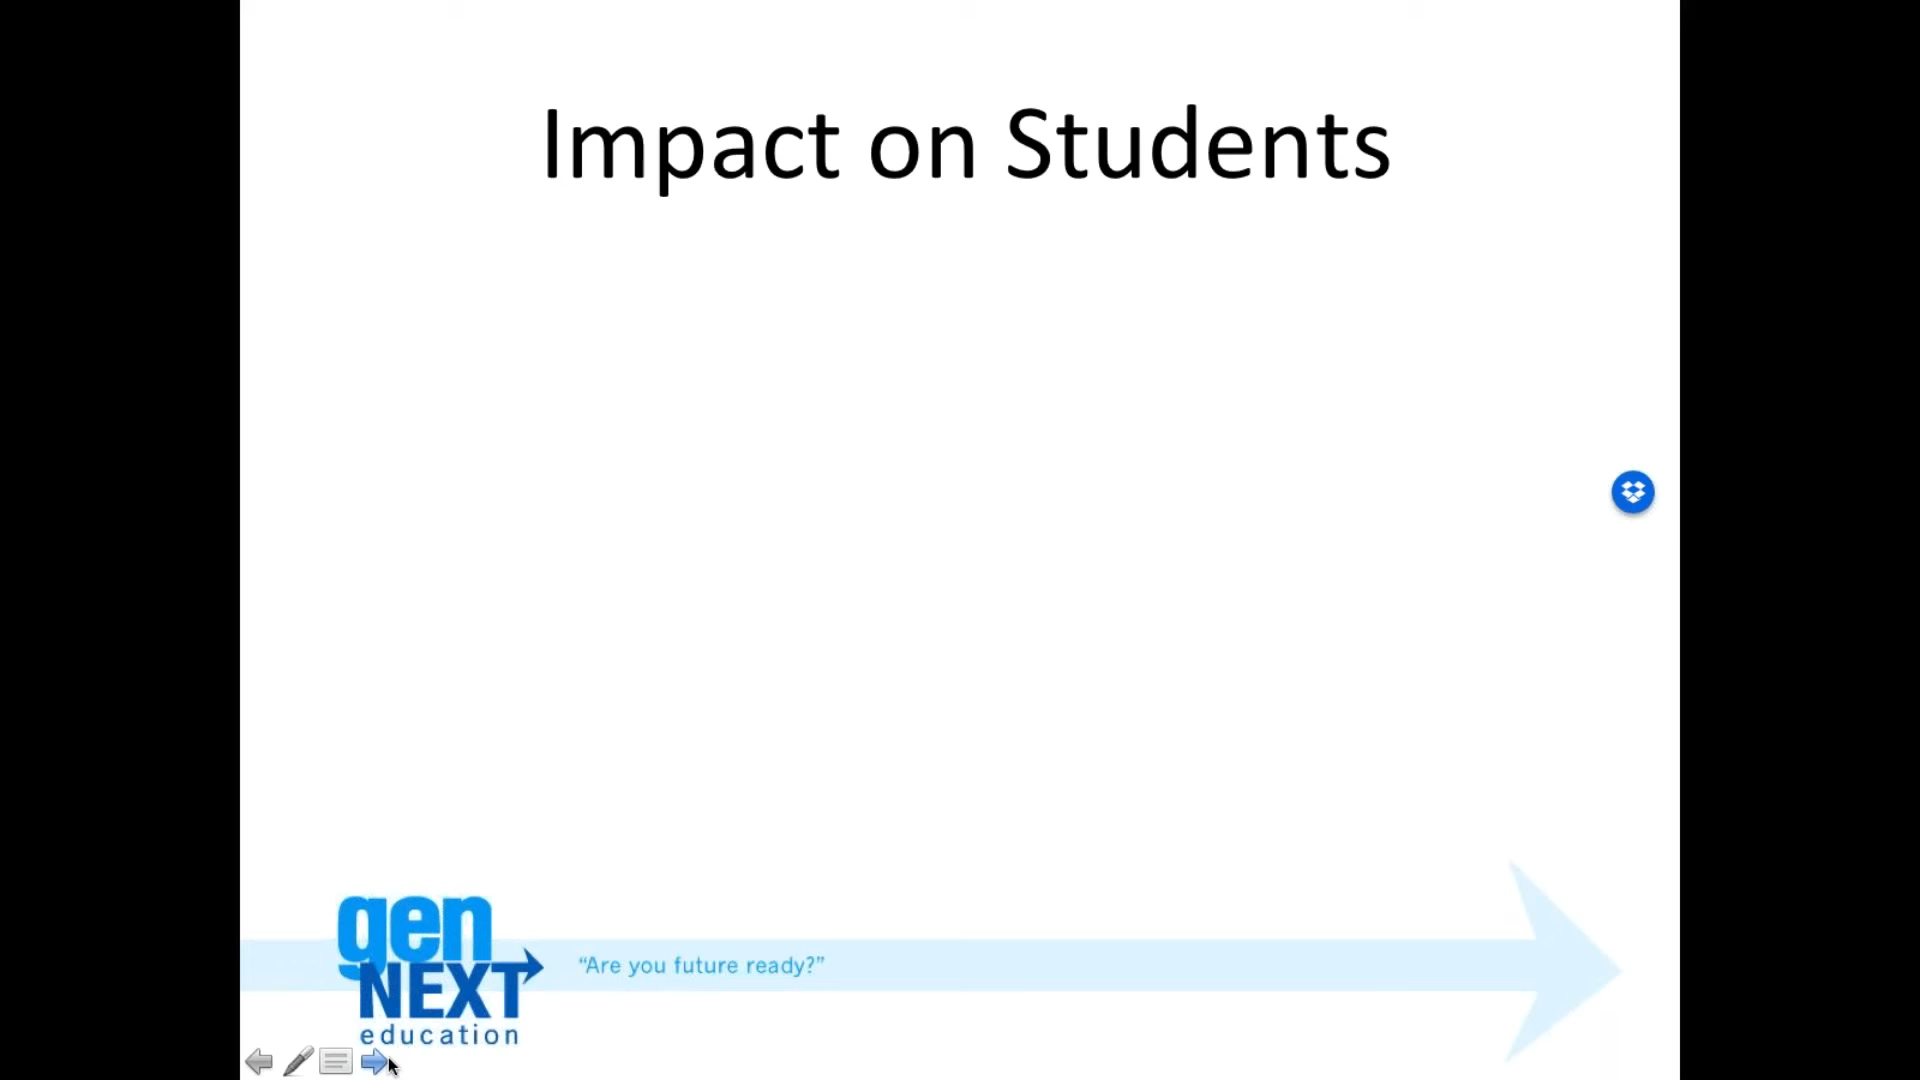 Impact on Students
gen
NEXT
education
“Are you future ready?”